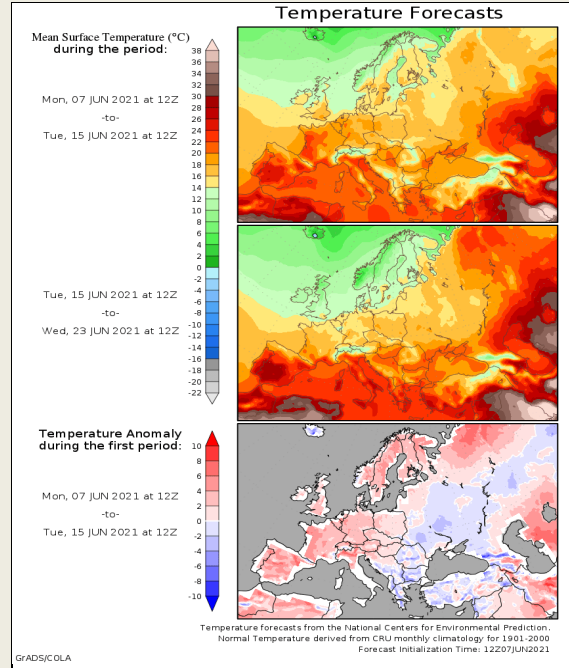 Temperature Forecasts
Mean Surface Temperature (°C)
during the period:
Mon, 07 JUN 2021 at 12Z
-to-
Tue, 15 JUN 2021 at 12Z
38
36
34
32
30
28
26
24
22
20
18
16
14
12
10
8
6
4
2
0
-2
-4
-6
-8
-10
-12
-14
-16
-18
-20
-22
Tue, 15 JUN 2021 at 12Z
-to-
Wed, 23 JUN 2021 at 12Z
Temperature Anomaly
during the first period:
Mon, 07 JUN 2021 at 12Z
-to-
Tue, 15 JUN 2021 at 12Z
10
8
6
4
2
0
-2
-4
-6
-8
-10
Temperature forecasts from the National Centers for Environmental Prediction.
Normal Temperature derived from CRU monthly climatology for 1901-2000
Forecast Initialization Time: 12Z07JUN2021
GrADS/COLA